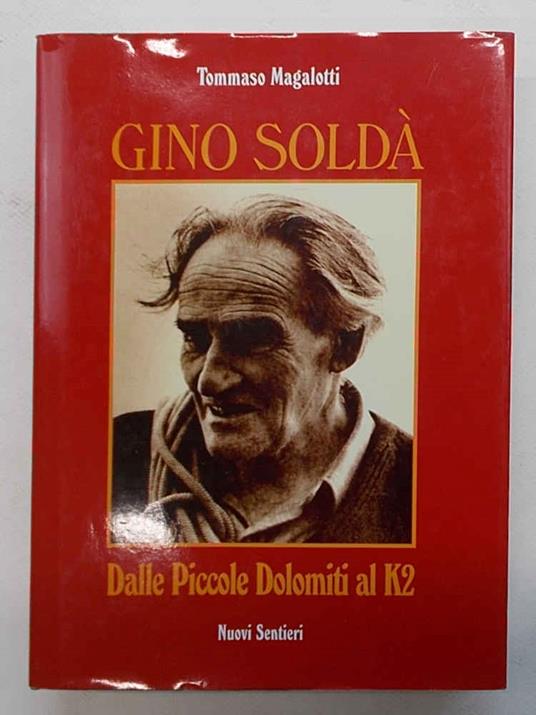 Tommaso Magalotti
GINO SOLDÀ
Dalle Piccole Dolomiti al K2
Nuovi Sentieri